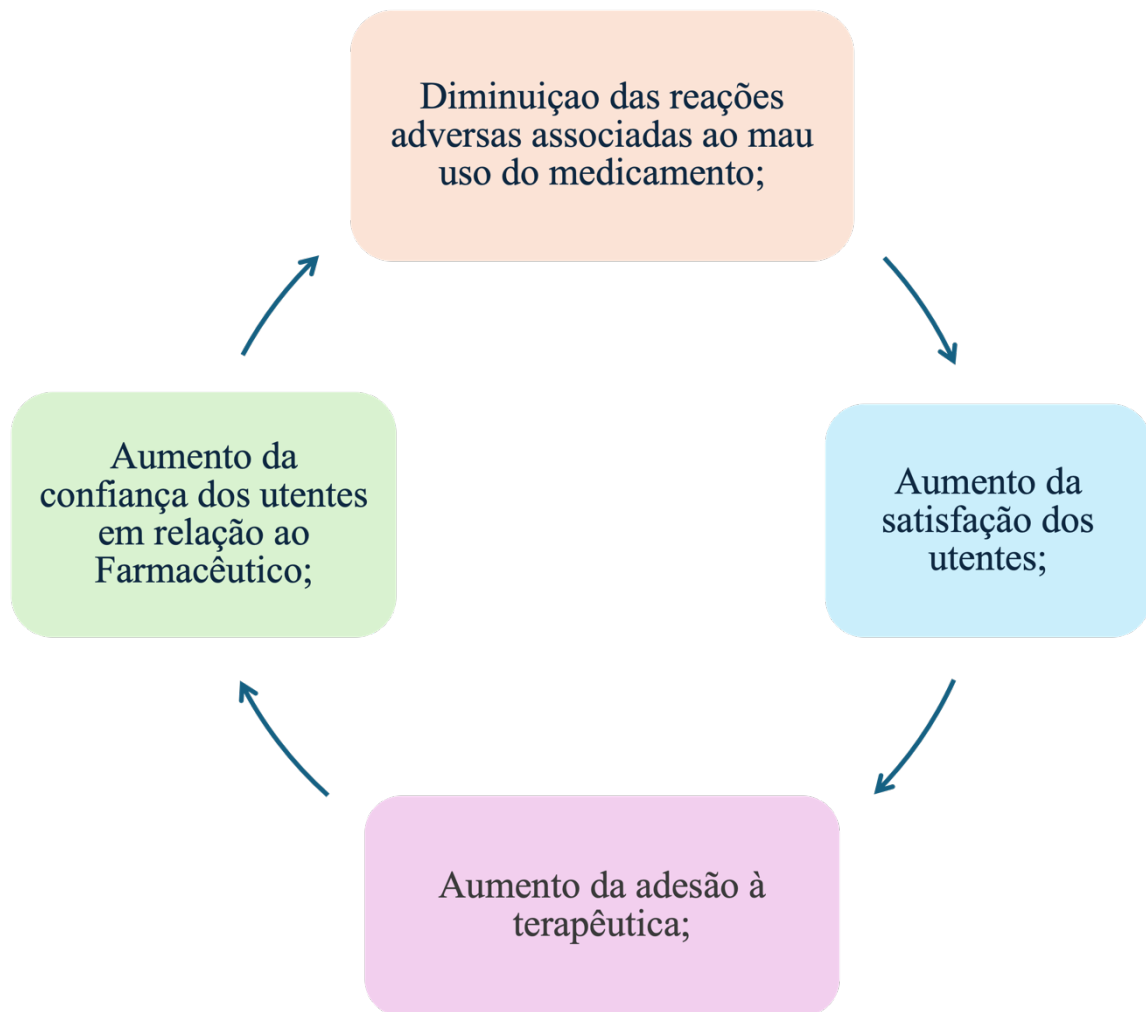 Diminuiçao das reações
adversas associadas ao mau
uso do medicamento;
Aumento da
satisfação dos
utentes;
Aumento da adesão à
terapêutica;
Aumento da
confiança dos utentes
em relação ao
Farmacêutico;